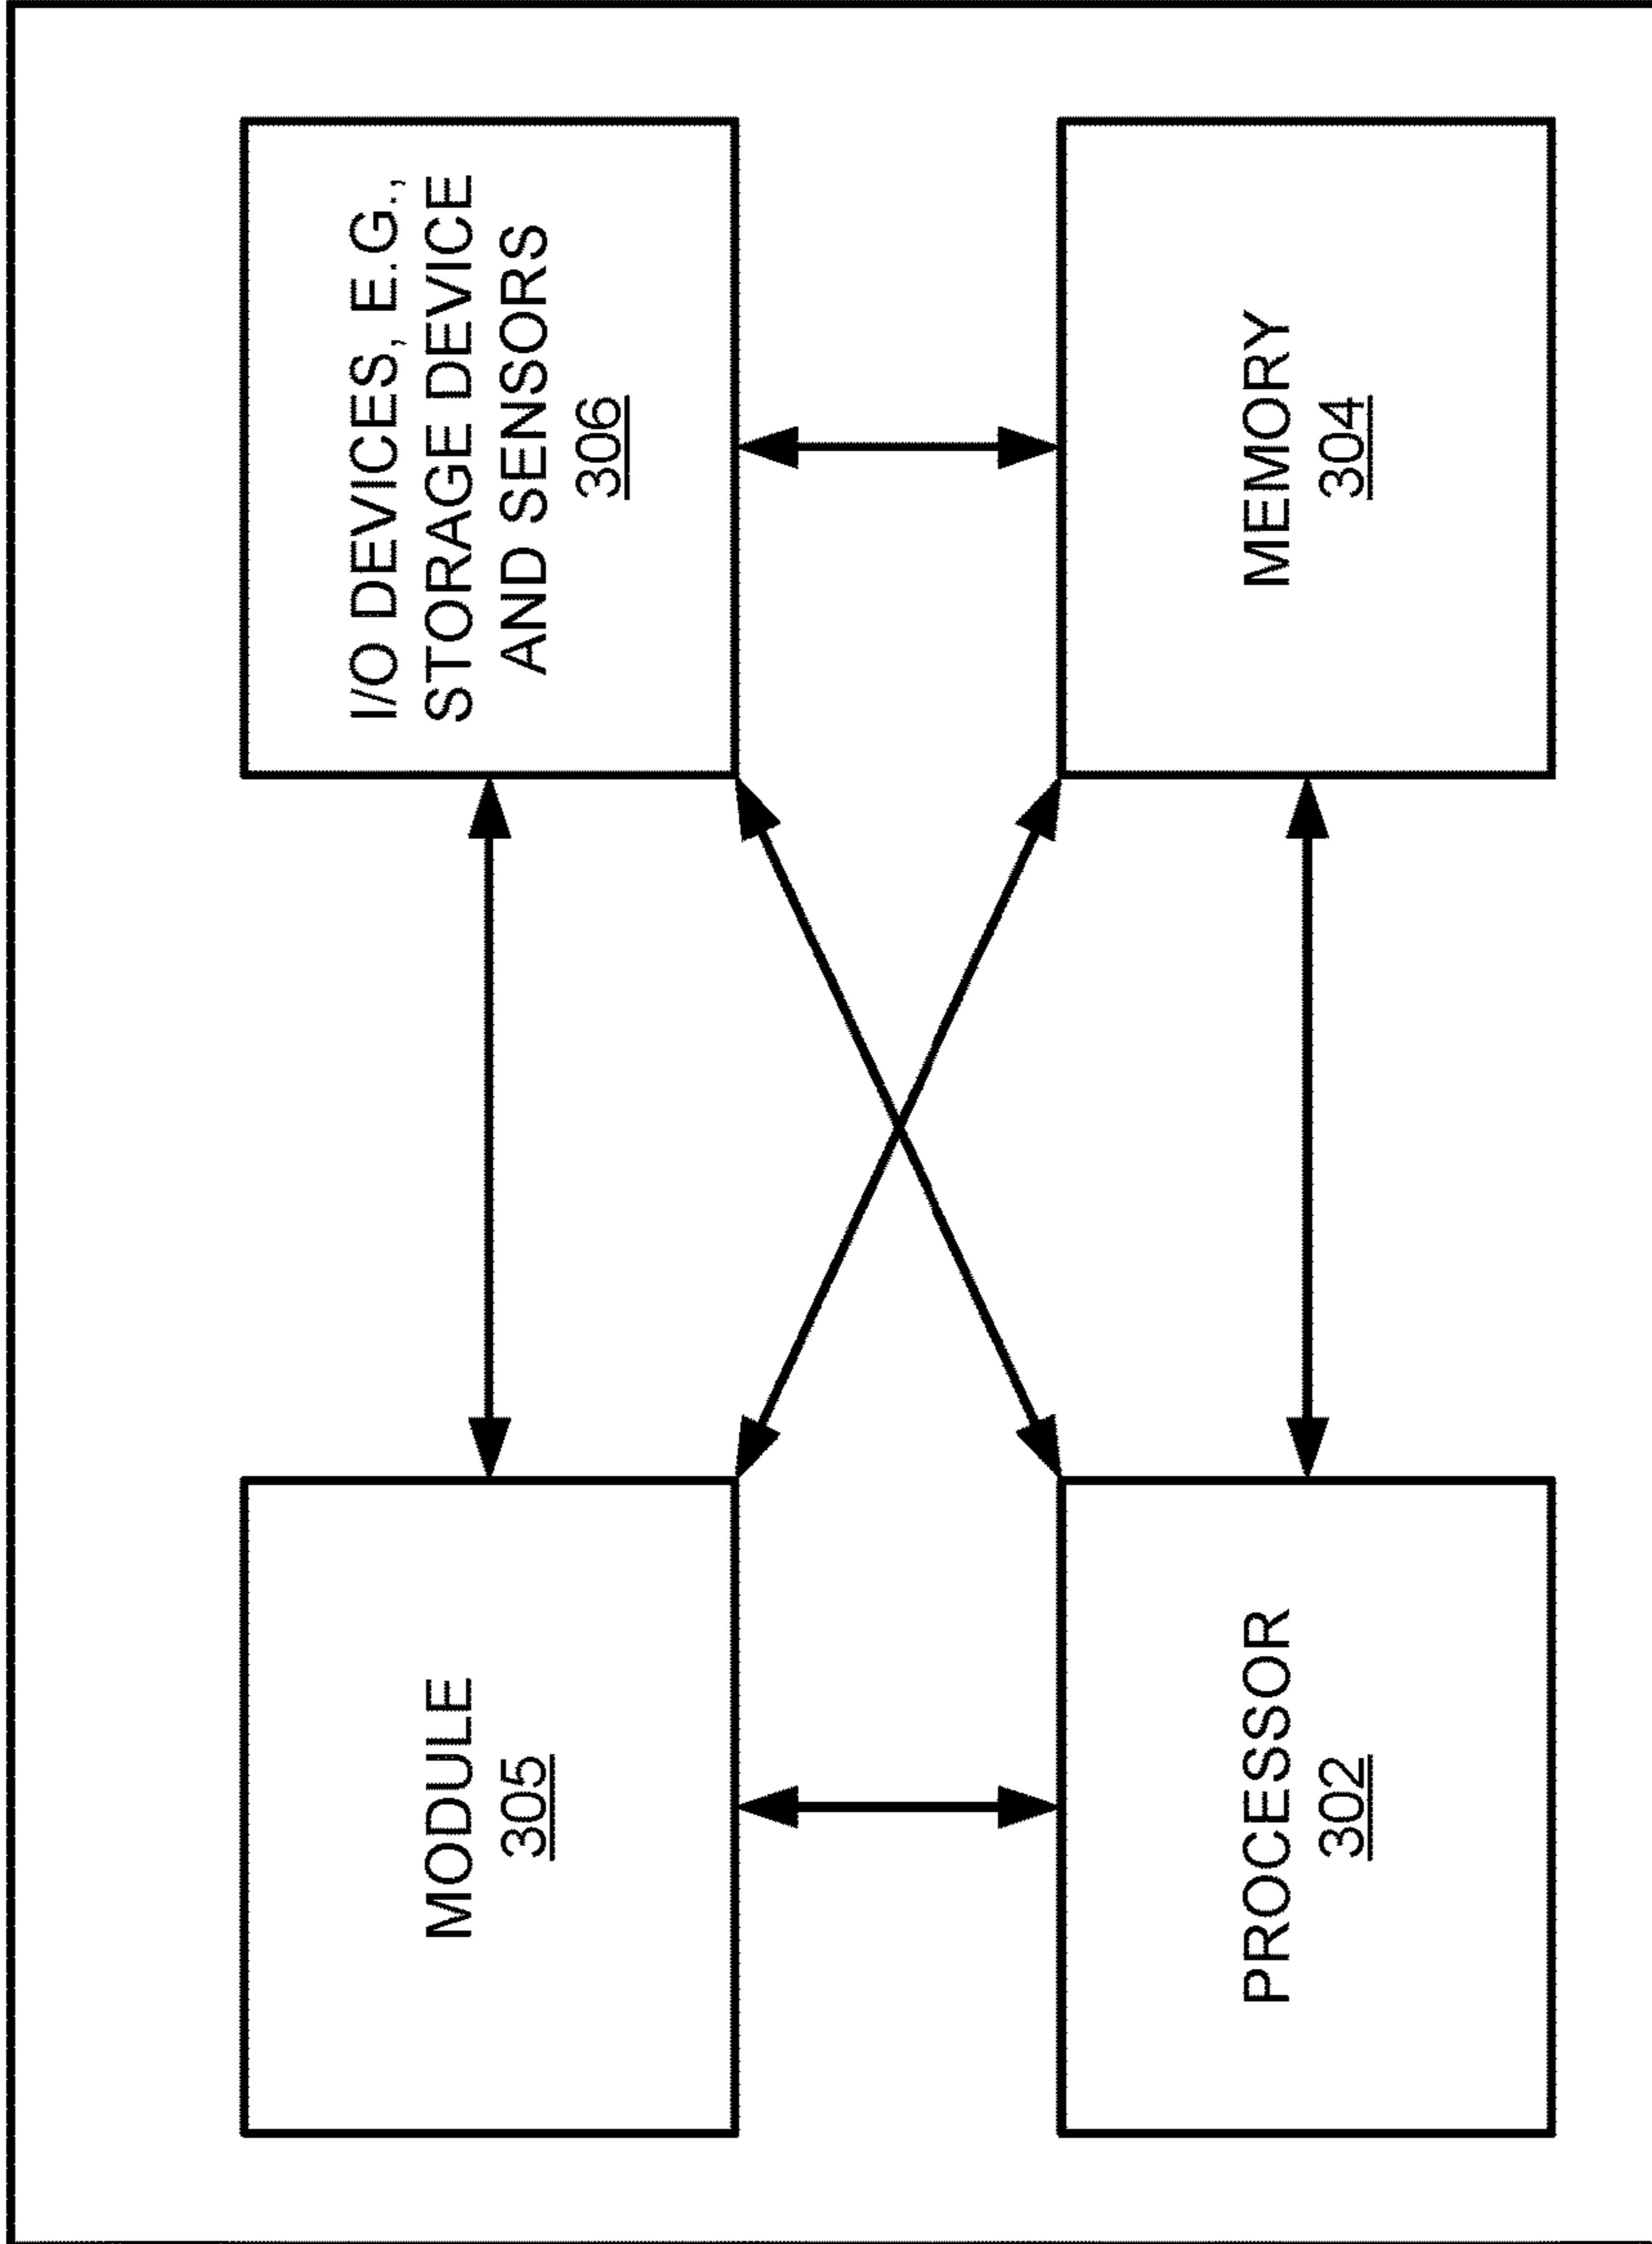 MODULE
305
I/O DEVICES, E.G.,
STORAGE DEVICE
AND SENSORS
306
PROCESSOR
302
MEMORY
304